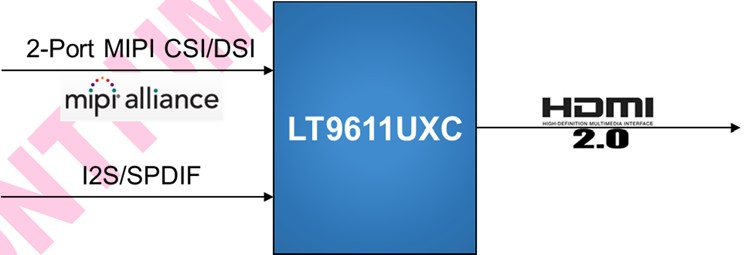 2-Port MIPI CSI/DSI
mipi alliance
LT9611UXC
HDMI
HIGH-DEFINITION MULTIMEDIA INTERFACE
2.0
I2S/SPDIF